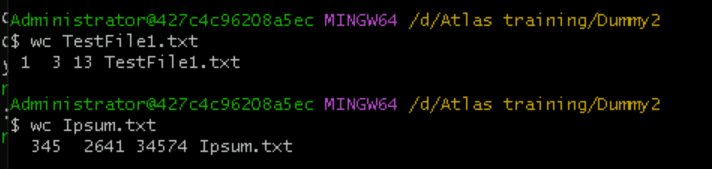 Administrator@427c4c96208a5ec MINGW64 /d/Atlas training/Dummy2
$ wc TestFile1.txt
 1  3 13 TestFile1.txt
Administrator@427c4c96208a5ec MINGW64 /d/Atlas training/Dummy2
$ wc Ipsum.txt
  345  2641 34574 Ipsum.txt